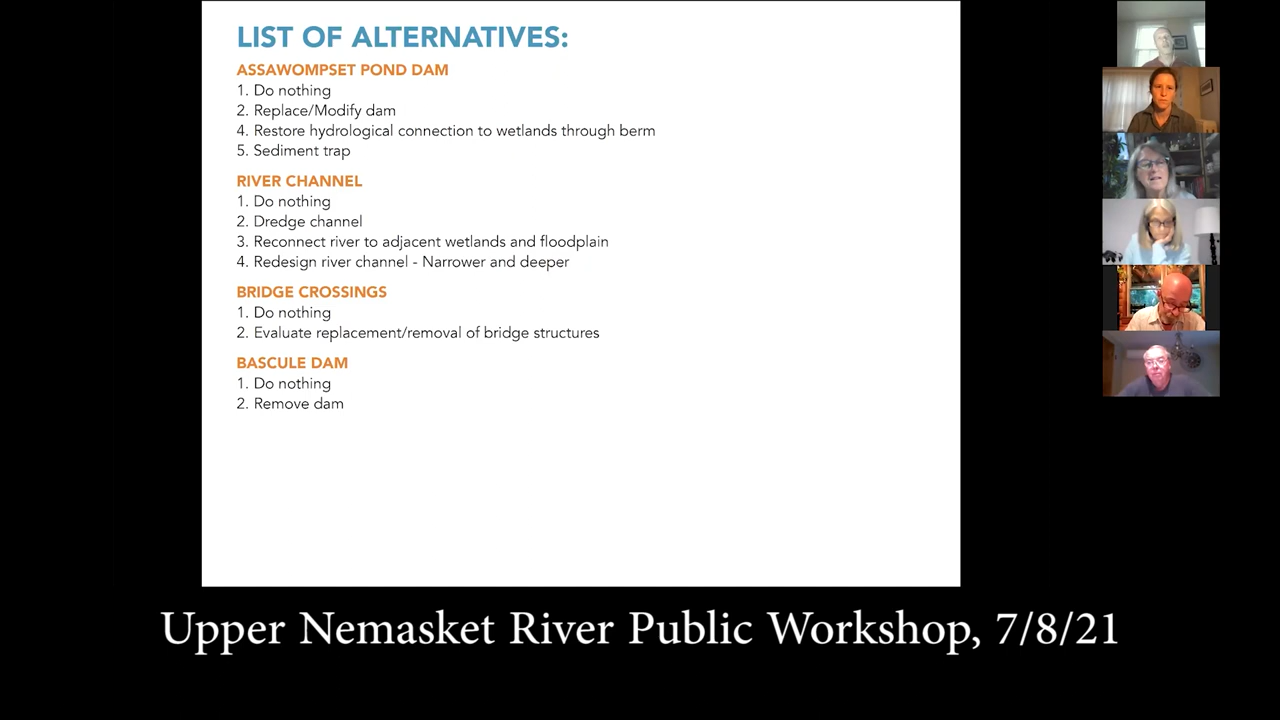 LIST OF ALTERNATIVES:
ASSAWOMPSET POND DAM
1. Do nothing
2. Replace/Modify dam
4. Restore hydrological connection to wetlands through berm
5. Sediment trap
RIVER CHANNEL
1. Do nothing
2. Dredge channel
3. Reconnect river to adjacent wetlands and floodplain
4. Redesign river channel - Narrower and deeper
BRIDGE CROSSINGS
1. Do nothing
2. Evaluate replacement/removal of bridge structures
BASCULE DAM
1. Do nothing
2. Remove dam
Upper Nemasket River Public Workshop, 7/8/21